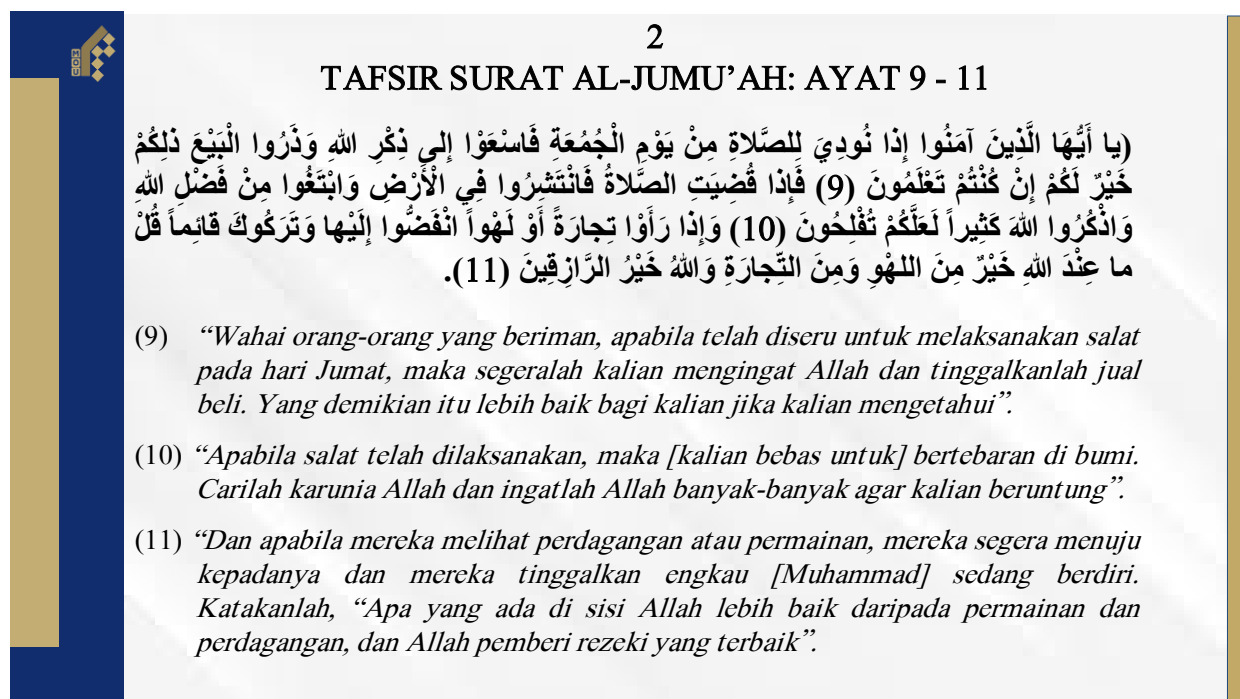 2
TAFSIR SURAT AL-JUMU’AH: AYAT 9 - 11
(يا أَيُّهَا الَّذِينَ آمَنُوا إِذا نُودِيَ لِلصَّلاةِ مِنْ يَوْمِ الْجُمُعَةِ فَاسْعَوْا إِلى ذِكْرِ اللهِ وَذَرُوا الْبَيْعَ ذلِكُمْ
خَيْرٌ لَكُمْ إِنْ كُنْتُمْ تَعْلَمُونَ (9) فَإِذا قُضِيَتِ الصَّلاةُ فَانْتَشِرُوا فِي الْأَرْضِ وَابْتَغُوا مِنْ فَضْلِ اللهِ
وَاذْكُرُوا اللهَ كَثِيراً لَعَلَّكُمْ تُفْلِحُونَ (10) وَإِذا رَأَوْا تِجارَةً أَوْ لَهْواً انْفَضُّوا إِلَيْها وَتَرَكُوكَ قائِماً قُلْ
ما عِنْدَ اللهِ خَيْرٌ مِنَ اللهْوِ وَمِنَ التِّجارَةِ وَاللهُ خَيْرُ الرَّازِقِينَ (11).
(9) “Wahai orang-orang yang beriman, apabila telah diseru untuk melaksanakan salat
pada hari Jumat, maka segeralah kalian mengingat Allah dan tinggalkanlah jual
beli. Yang demikian itu lebih baik bagi kalian jika kalian mengetahui”.
(10) “Apabila salat telah dilaksanakan, maka [kalian bebas untuk] bertebaran di bumi.
Carilah karunia Allah dan ingatlah Allah banyak-banyak agar kalian beruntung”.
(11) “Dan apabila mereka melihat perdagangan atau permainan, mereka segera menuju
kepadanya dan mereka tinggalkan engkau [Muhammad] sedang berdiri.
Katakanlah, “Apa yang ada di sisi Allah lebih baik daripada permainan dan
perdagangan, dan Allah pemberi rezeki yang terbaik”.